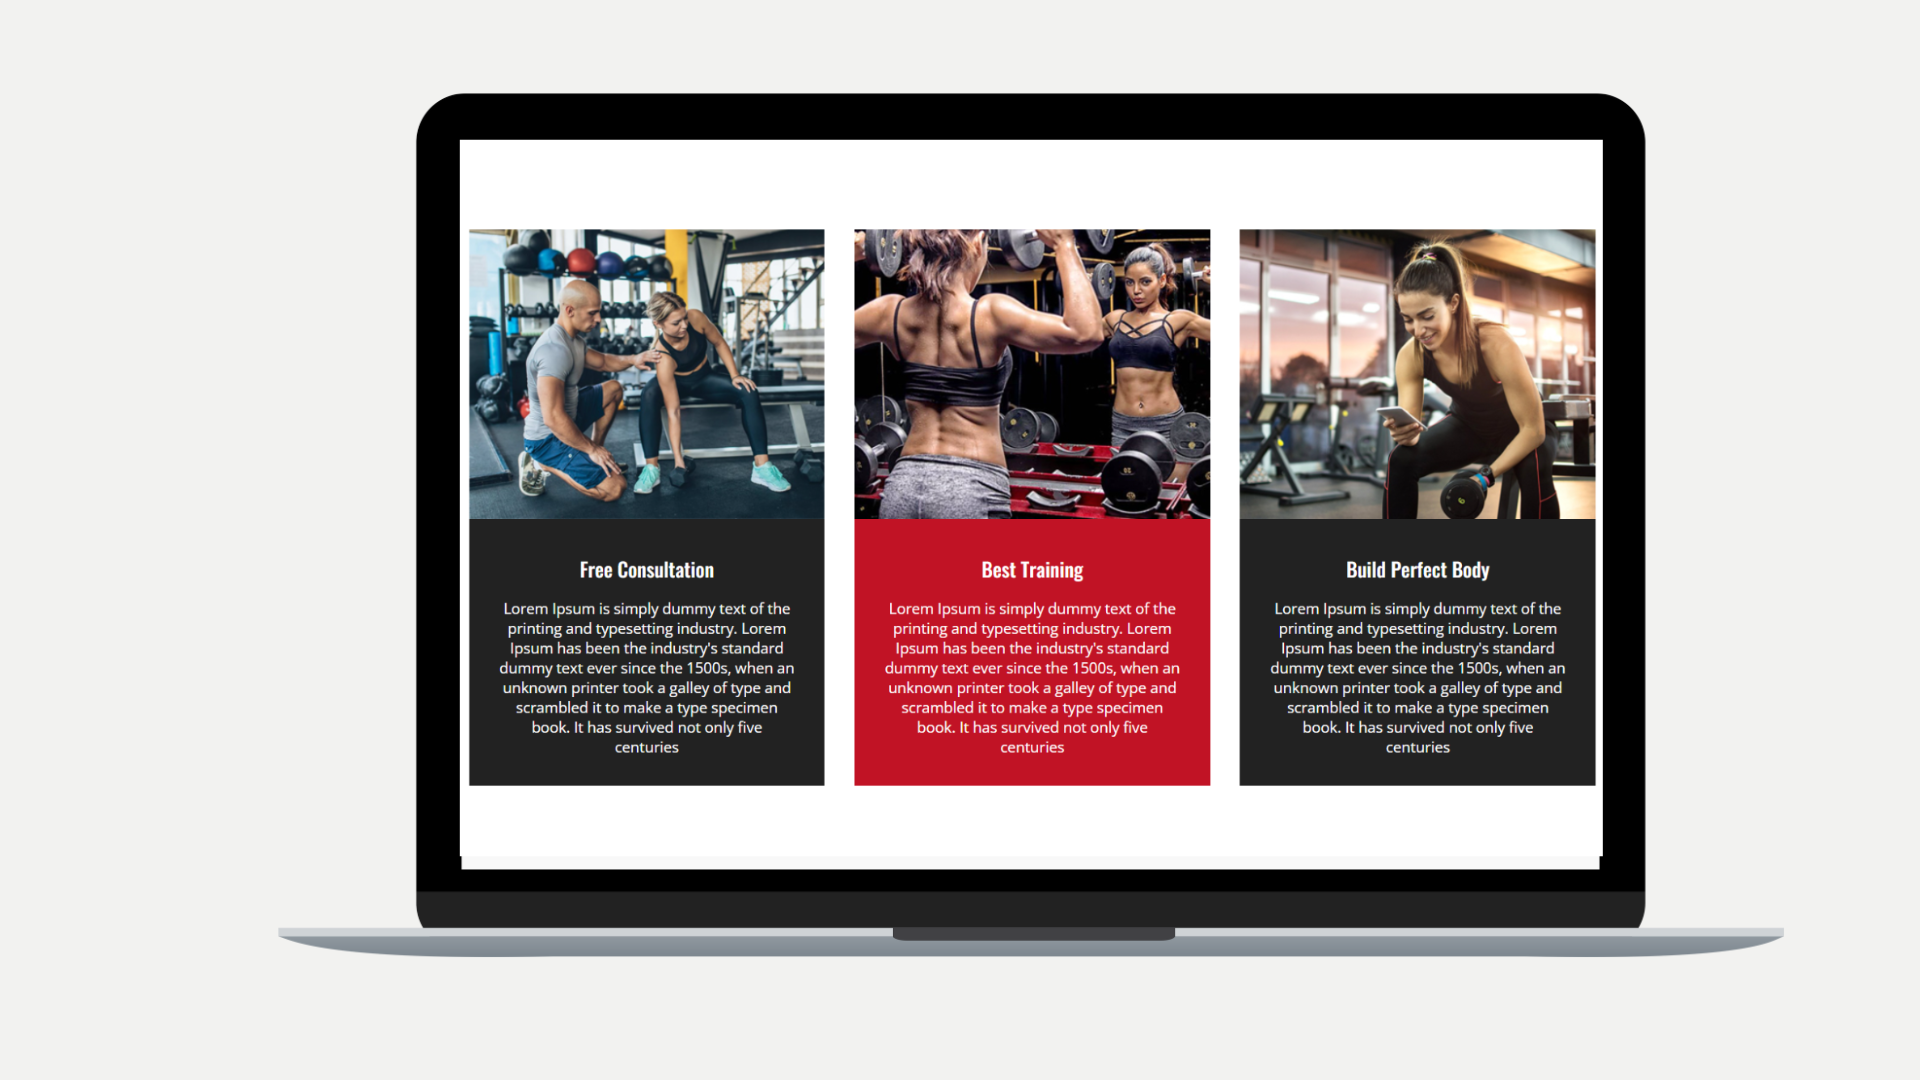 Free Consultation
Lorem Ipsum is simply dummy text of the
printing and typesetting industry. Lorem
Ipsum has been the industry's standard
dummy text ever since the 1500s, when an
unknown printer took a galley of type and
scrambled it to make a type specimen
book. It has survived not only five
centuries
Best Training
Lorem Ipsum is simply dummy text of the
printing and typesetting industry. Lorem
Ipsum has been the industry's standard
dummy text ever since the 1500s, when an
unknown printer took a galley of type and
scrambled it to make a type specimen
book. It has survived not only five
centuries
Build Perfect Body
Lorem Ipsum is simply dummy text of the
printing and typesetting industry. Lorem
Ipsum has been the industry's standard
dummy text ever since the 1500s, when an
unknown printer took a galley of type and
scrambled it to make a type specimen
book. It has survived not only five
centuries